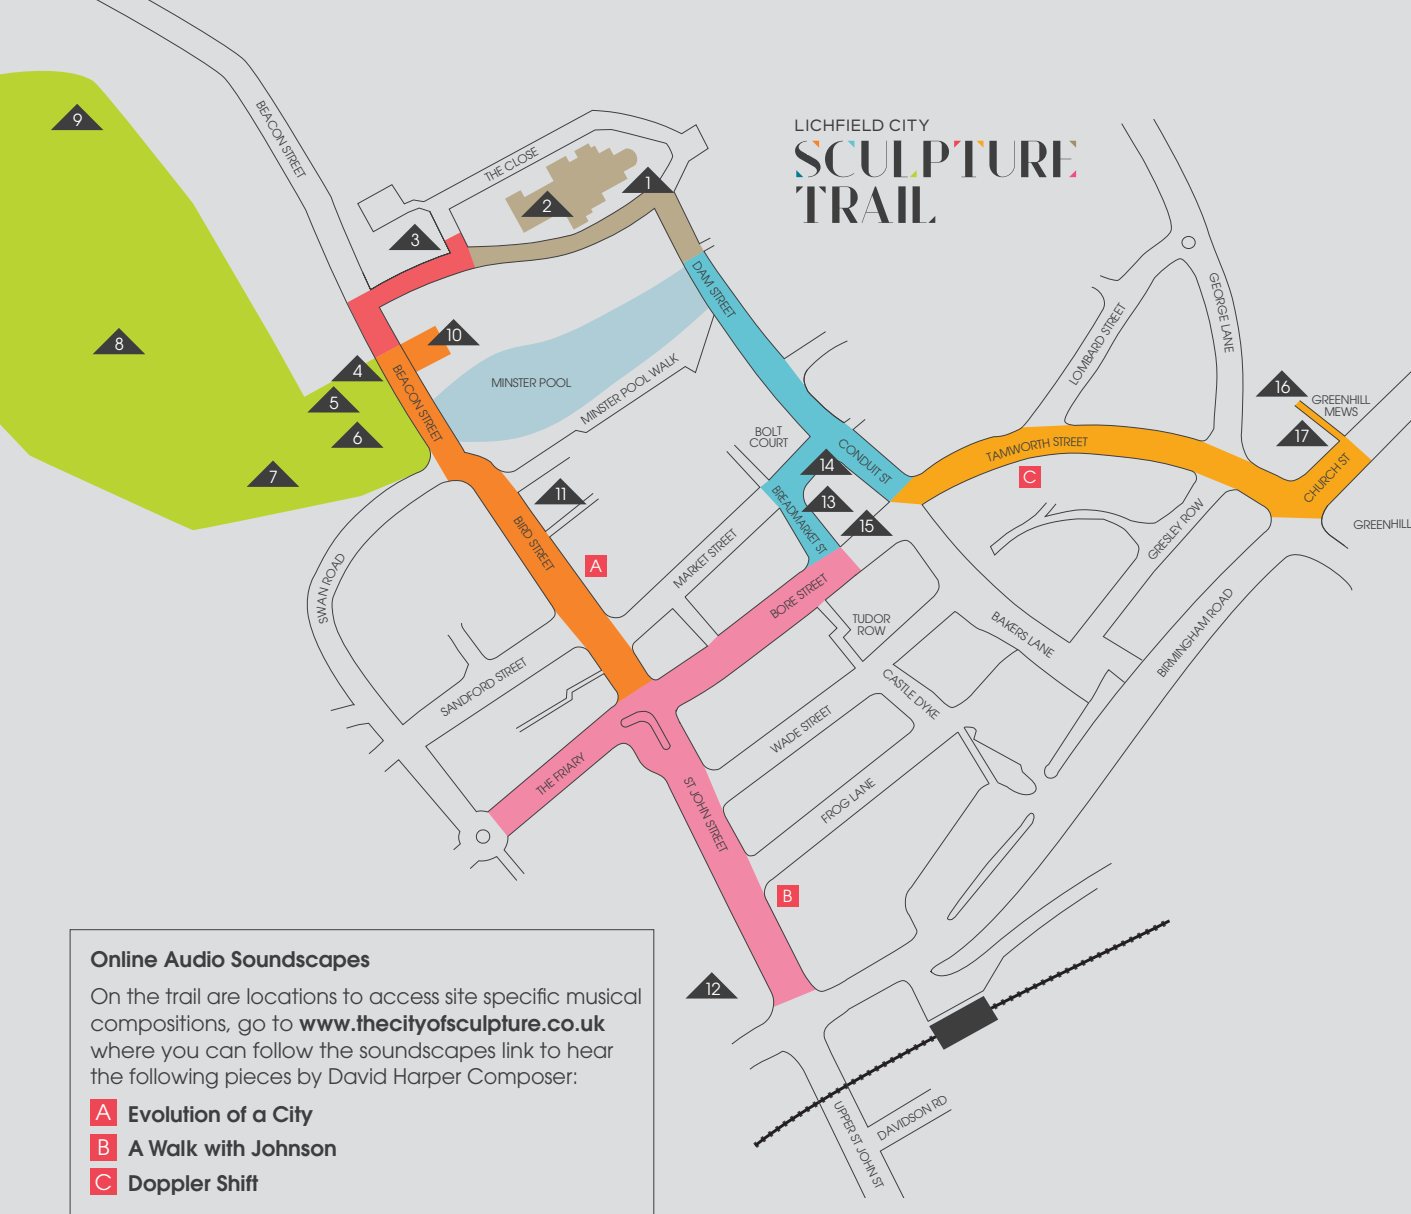 LICHFIELD CITY
SCULPTURE
TRAIL
9
BEACON STREET
THE CLOSE
1
2
3
DAM STREET
GEORGE LANE
10
8
4
BEACON STREET
MINSTER POOL
MINSTER POOL WALK
LOMBARD STREET
5
6
7
16
GREENHILL
MEWS
17
CHURCH ST
GREENHILL
BOLT
COURT
CONDUIT ST
TAMWORTH STREET
C
14
13
15
BREADMARKET ST
11
BIRD STREET
A
MARKET STREET
GRESLEY ROW
SWAN ROAD
BORE STREET
TUDOR
ROW
BAKERS LANE
BIRMINGHAM ROAD
SANDFORD STREET
CASTLE DYKE
WADE STREET
THE FRIARY
ST JOHN STREET
FROG LANE
B
12
UPPER ST JOHN ST
DAVIDSON RD
Online Audio Soundscapes
On the trail are locations to access site specific musical
compositions, go to www.thecityofsculpture.co.uk
where you can follow the soundscapes link to hear
the following pieces by David Harper Composer:
A Evolution of a City
B A Walk with Johnson
C Doppler Shift